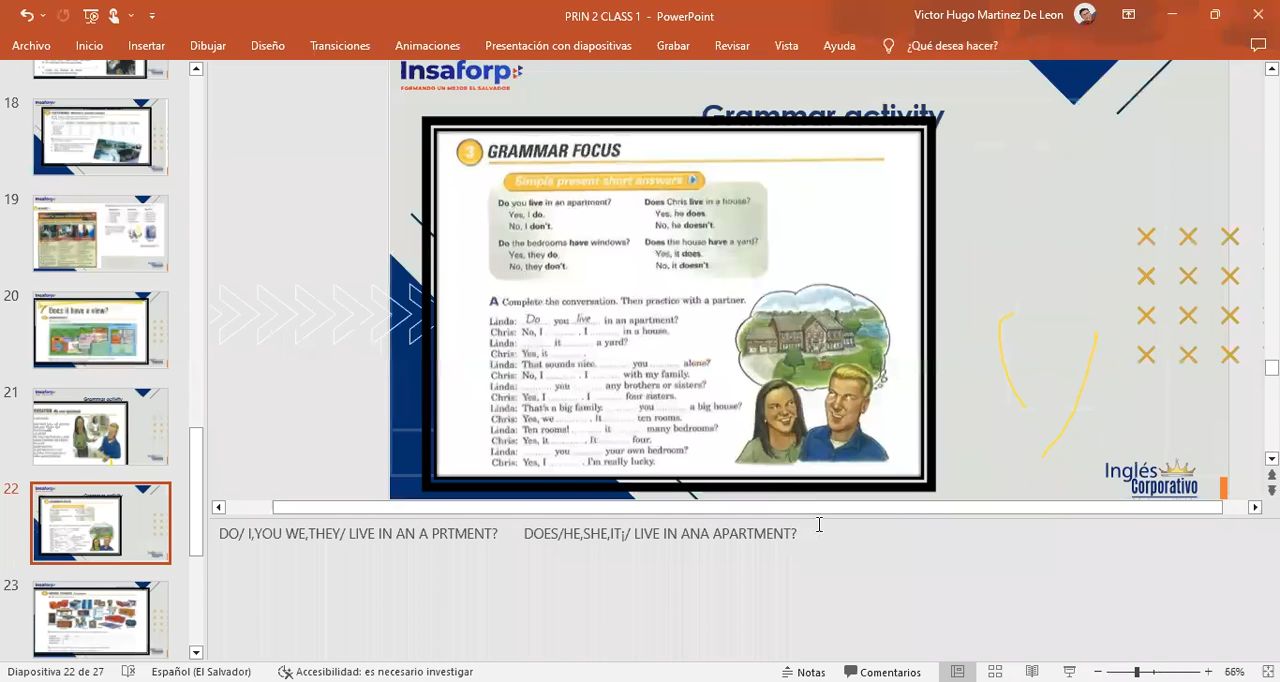 PRIN 2 CLASS 1 - PowerPoint
Victor Hugo Martinez De Leon
Archivo Inicio Insertar Dibujar Diseño Transiciones Animaciones Presentación con diapositivas Grabar Revisar Vista Ayuda ¿Qué desea hacer?
18
19
20
Does it have a view?
21
22
23
Insaforp
FORMANDO UN MEJOR EL SALVADOR
Grammar activity
3 GRAMMAR FOCUS
Simple present short answers
Do you live in an apartment?
Yes, I do.
No, I don't.
Do the bedrooms have windows?
Yes, they do.
No, they don't.
Does Chris live in a house?
Yes, he does.
No, he doesn't.
Does the house have a yard?
Yes, it does.
No, it doesn't.
A Complete the conversation. Then practice with a partner.
Linda: Do you live in an apartment?
Chris: No, I . I in a house.
Linda: it a yard?
Chris: Yes, it .
Linda: That sounds nice. you alone?
Chris: No, I . I with my family.
Linda: you any brothers or sisters?
Chris: Yes, I . I four sisters.
Linda: That's a big family. you a big house?
Chris: Yes, we . It ten rooms.
Linda: Ten rooms! it many bedrooms?
Chris: Yes, it . It four.
Linda: you your own bedroom?
Chris: Yes, I . I'm really lucky.
Inglés
Corporativo
DO/ I,YOU WE,THEY/ LIVE IN AN A PRTMENT? DOES/HE,SHE,IT¡/ LIVE IN ANA APARTMENT?
Diapositiva 22 de 27 Español (El Salvador) Accesibilidad: es necesario investigar Notas Comentarios 66%